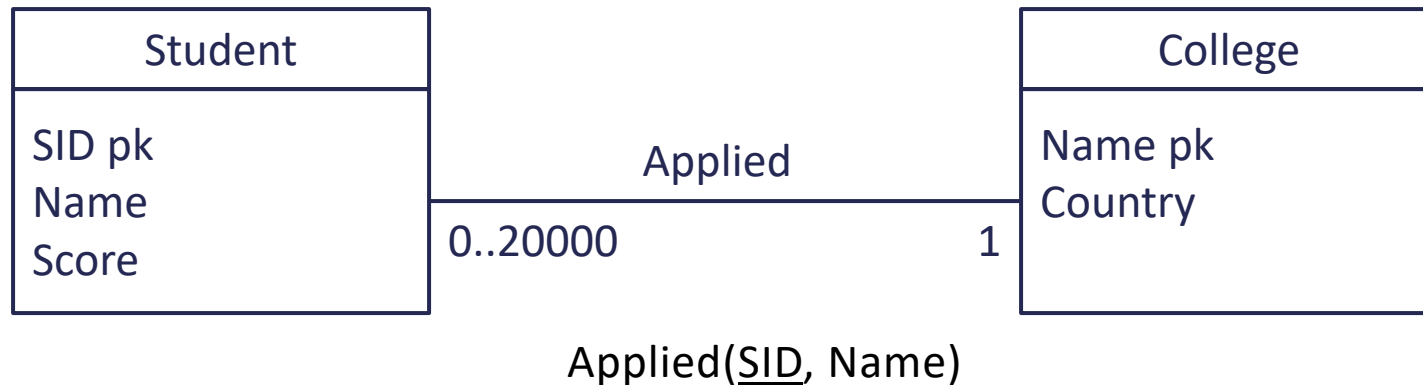 Student
SID pk
Name
Score
Applied
0..20000
1
College
Name pk
Country
Applied(SID, Name)